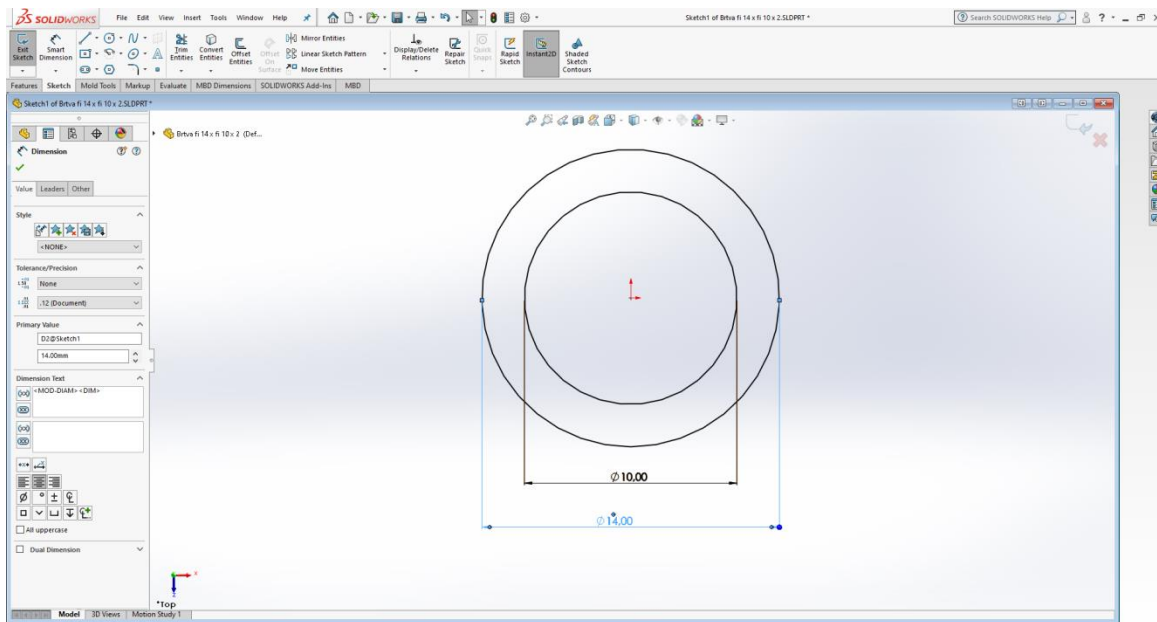 SOLIDWORKS File Edit View Insert Tools Window Help Sketch1 of Brtva fi 14 x fi 10 x 2.SLDPRT * Search SOLIDWORKS Help
Exit Sketch
Smart Dimension
Trim Entities
Convert Entities
Offset Entities
Offset On Surface
Mirror Entities
Linear Sketch Pattern
Move Entities
Display/Delete Relations
Repair Sketch
Quick Snaps
Rapid Sketch
Instant2D
Shaded Sketch Contours
Features Sketch Mold Tools Markup Evaluate MBD Dimensions SOLIDWORKS Add-Ins MBD
Sketch1 of Brtva fi 14 x fi 10 x 2.SLDPRT *
Brtva fi 14 x fi 10 x 2 (Def...
Dimension
Value Leaders Other
Style
<NONE>
Tolerance/Precision
None
.12 (Document)
Primary Value
D2@Sketch1
14.00mm
Dimension Text
<MOD-DIAM><DIM>
All uppercase
Dual Dimension
∅10,00
∅14,00
*Top
Model 3D Views Motion Study 1